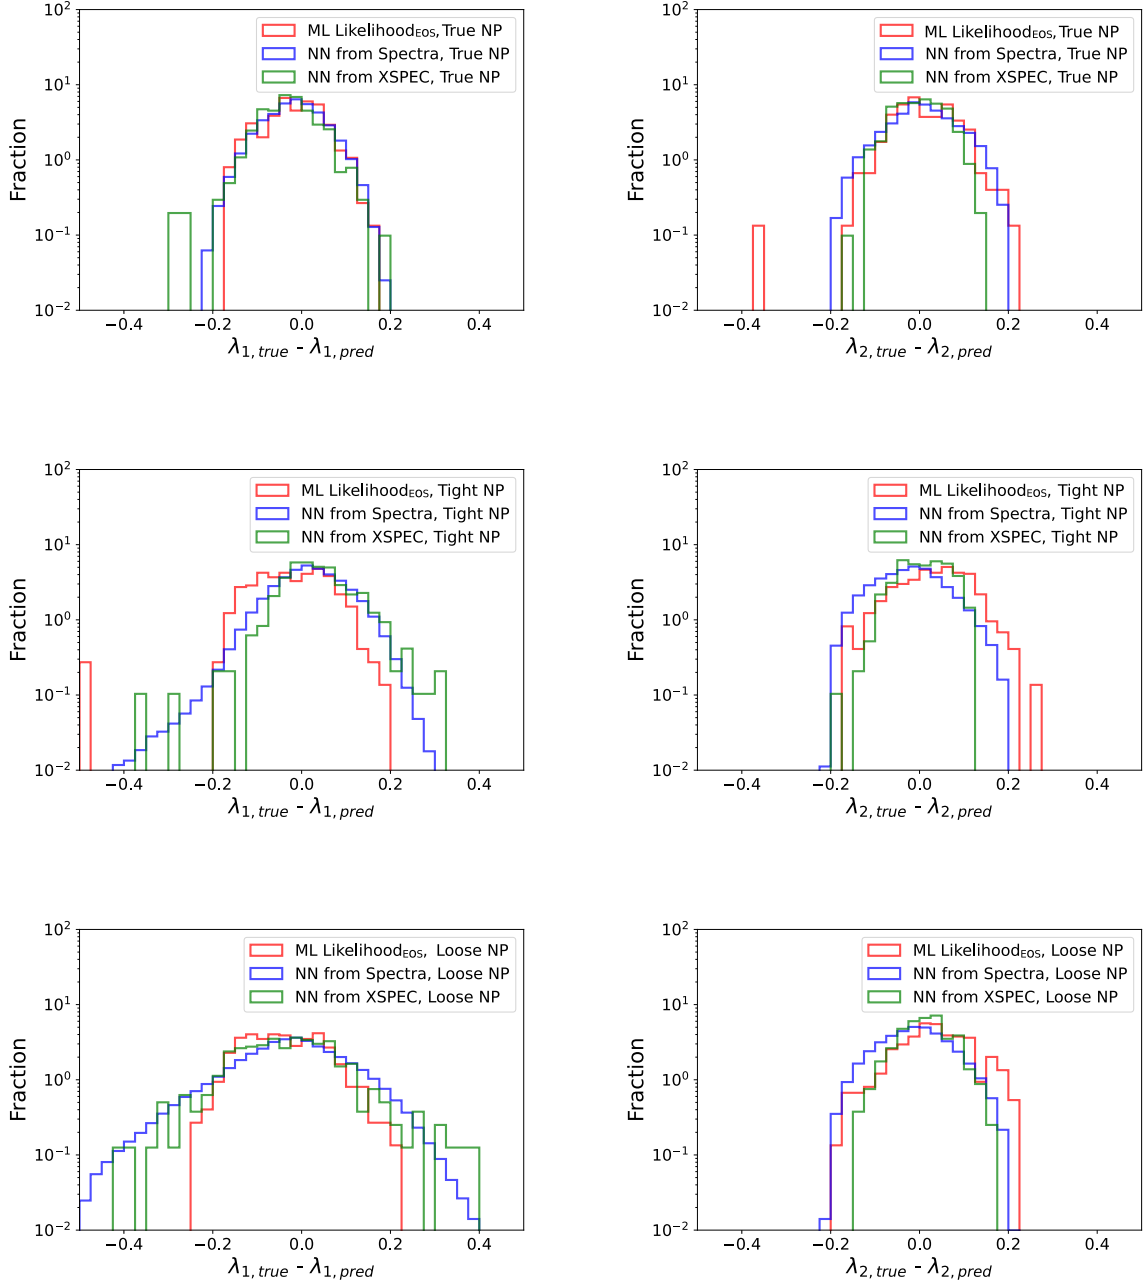 10² 10¹ 10⁰ 10⁻¹ 10⁻²
Fraction
ML Likelihood_EOS, True NP
NN from Spectra, True NP
NN from XSPEC, True NP
−0.4 −0.2 0.0 0.2 0.4
λ₁,true - λ₁,pred
10² 10¹ 10⁰ 10⁻¹ 10⁻²
Fraction
ML Likelihood_EOS, True NP
NN from Spectra, True NP
NN from XSPEC, True NP
−0.4 −0.2 0.0 0.2 0.4
λ₂,true - λ₂,pred
10² 10¹ 10⁰ 10⁻¹ 10⁻²
Fraction
ML Likelihood_EOS, Tight NP
NN from Spectra, Tight NP
NN from XSPEC, Tight NP
−0.4 −0.2 0.0 0.2 0.4
λ₁,true - λ₁,pred
10² 10¹ 10⁰ 10⁻¹ 10⁻²
Fraction
ML Likelihood_EOS, Tight NP
NN from Spectra, Tight NP
NN from XSPEC, Tight NP
−0.4 −0.2 0.0 0.2 0.4
λ₂,true - λ₂,pred
10² 10¹ 10⁰ 10⁻¹ 10⁻²
Fraction
ML Likelihood_EOS, Loose NP
NN from Spectra, Loose NP
NN from XSPEC, Loose NP
−0.4 −0.2 0.0 0.2 0.4
λ₁,true - λ₁,pred
10² 10¹ 10⁰ 10⁻¹ 10⁻²
Fraction
ML Likelihood_EOS, Loose NP
NN from Spectra, Loose NP
NN from XSPEC, Loose NP
−0.4 −0.2 0.0 0.2 0.4
λ₂,true - λ₂,pred